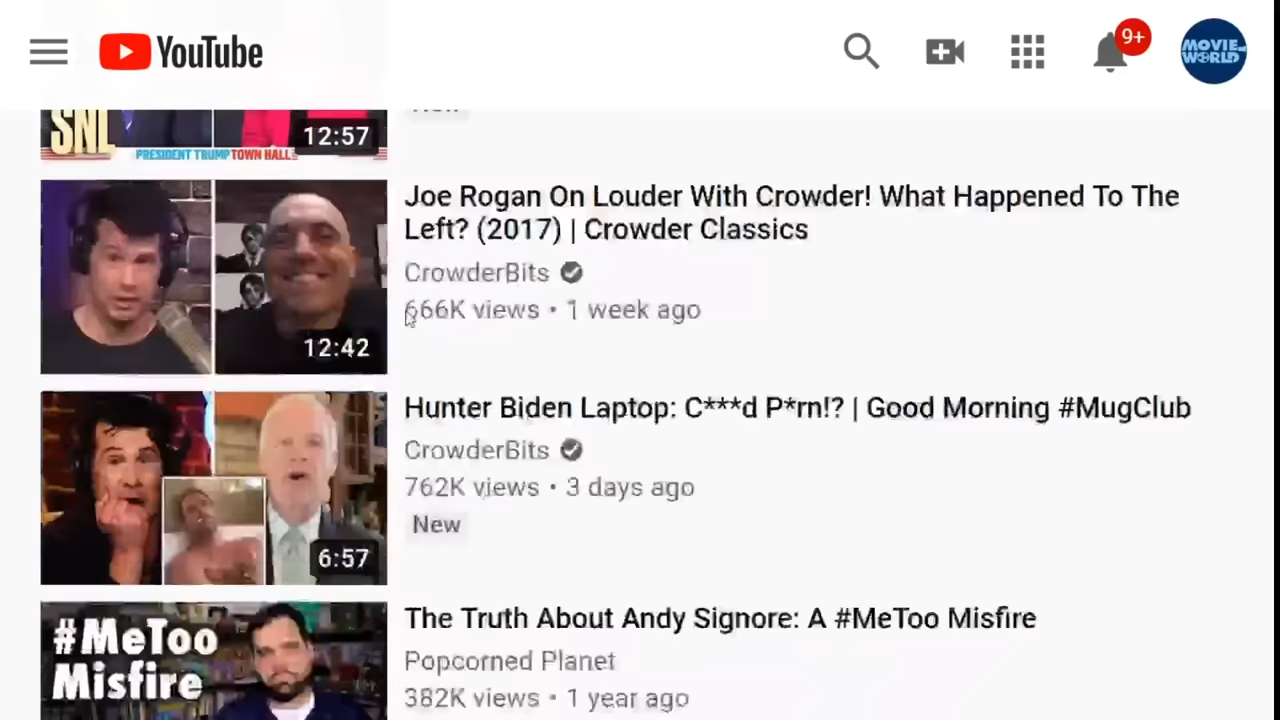 YouTube
9+
MOVIE
WORLD
SNL
12:57
PRESIDENT TRUMP TOWN HALL
Joe Rogan On Louder With Crowder! What Happened To The
Left? (2017) | Crowder Classics
CrowderBits
666K views • 1 week ago
12:42
Hunter Biden Laptop: C***d P*rn!? | Good Morning #MugClub
CrowderBits
762K views • 3 days ago
New
6:57
The Truth About Andy Signore: A #MeToo Misfire
Popcorned Planet
382K views • 1 year ago
#MeToo
Misfire